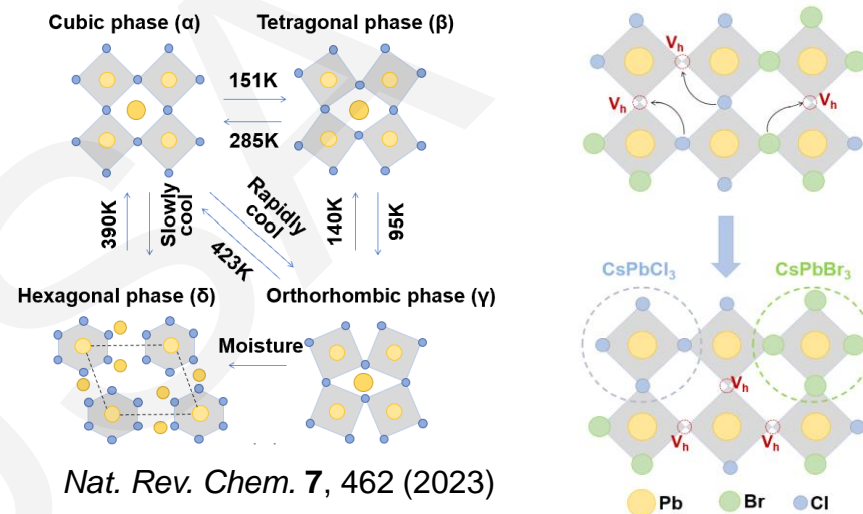 Cubic phase (α)
Tetragonal phase (β)
151K
285K
390K
Slowly
cool
Rapidly
cool
423K
140K
95K
Hexagonal phase (δ)
Orthorhombic phase (γ)
Moisture
Nat. Rev. Chem. 7, 462 (2023)
Vh
Vh
Vh
CsPbCl3
CsPbBr3
Vh
Vh
Vh
Pb
Br
Cl